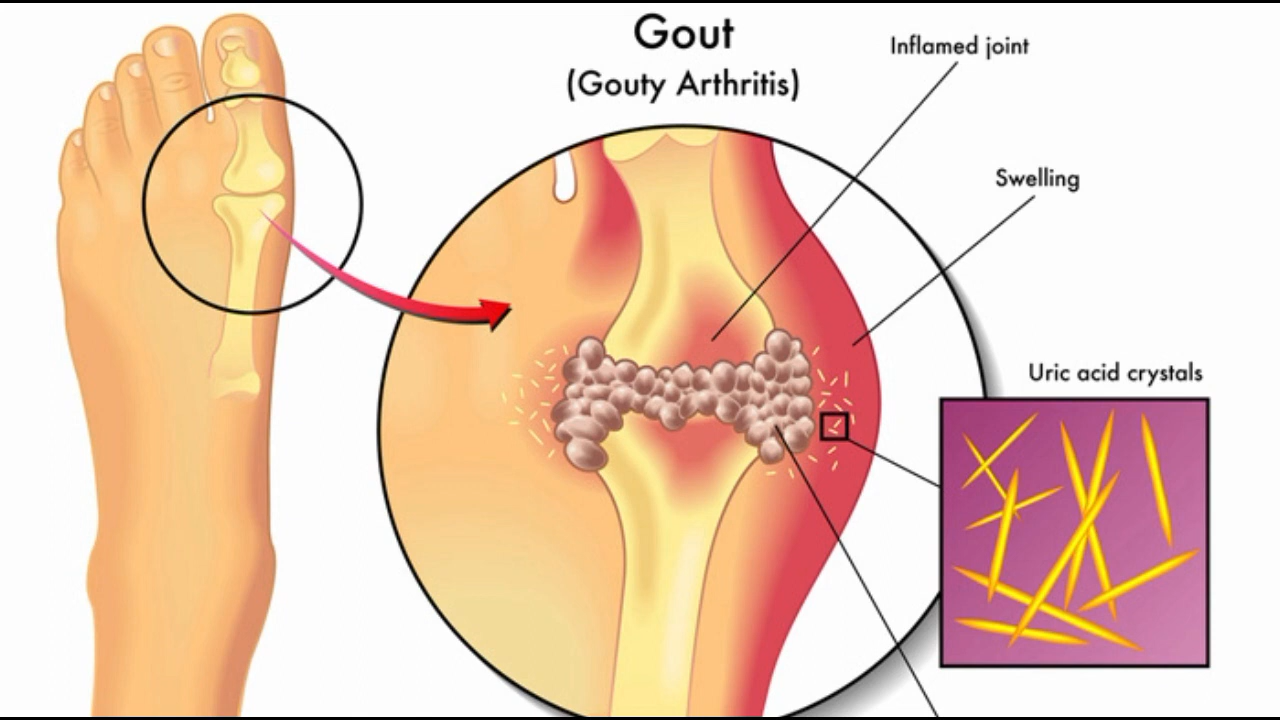 Gout
(Gouty Arthritis)
Inflamed joint
Swelling
Uric acid crystals